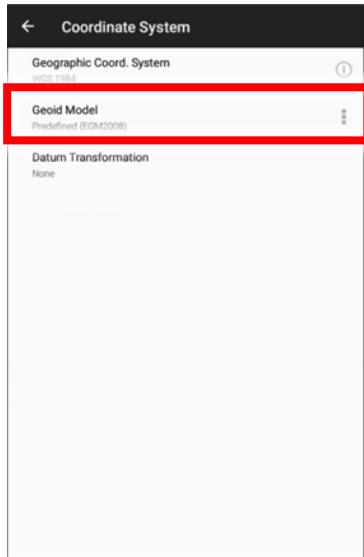 Coordinate System
Geographic Coord. System
WGS 1984
Geoid Model
Predefined (EGM2008)
Datum Transformation
None